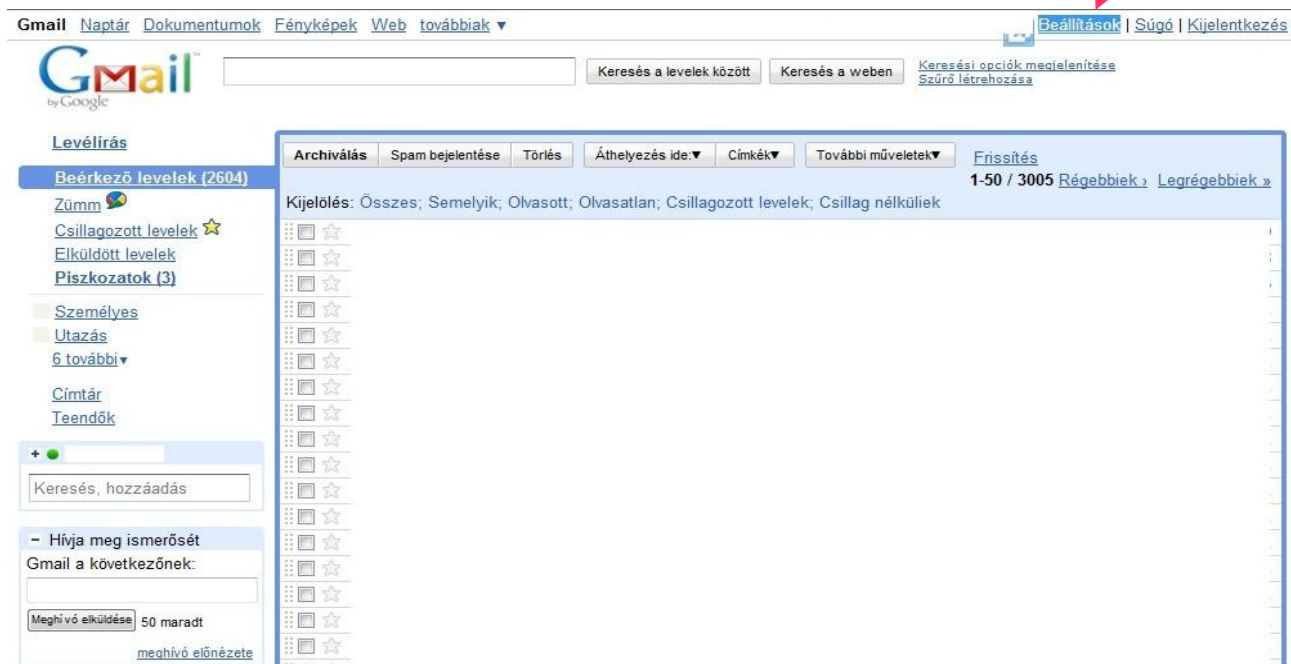 Gmail Naptár Dokumentumok Fényképek Web továbbiak ▼ Beállítások | Súgó | Kijelentkezés
Gmail
by Google
Keresés a levelek között Keresés a weben
Keresési opciók megjelenítése
Szűrő létrehozása
Levélírás
Beérkező levelek (2604)
Zümm
Csillagozott levelek
Elküldött levelek
Piszkozatok (3)
Személyes
Utazás
6 további ▾
Címtár
Teendők
Keresés, hozzáadás
– Hívja meg ismerősét
Gmail a következőnek:
Meghívó elküldése 50 maradt
meghívó előnézete
Archiválás Spam bejelentése Törlés Áthelyezés ide:▼ Címkék▼ További műveletek▼ Frissítés
1-50 / 3005 Régebbiek › Legrégebbiek »
Kijelölés: Összes; Semelyik; Olvasott; Olvasatlan; Csillagozott levelek; Csillag nélküliek